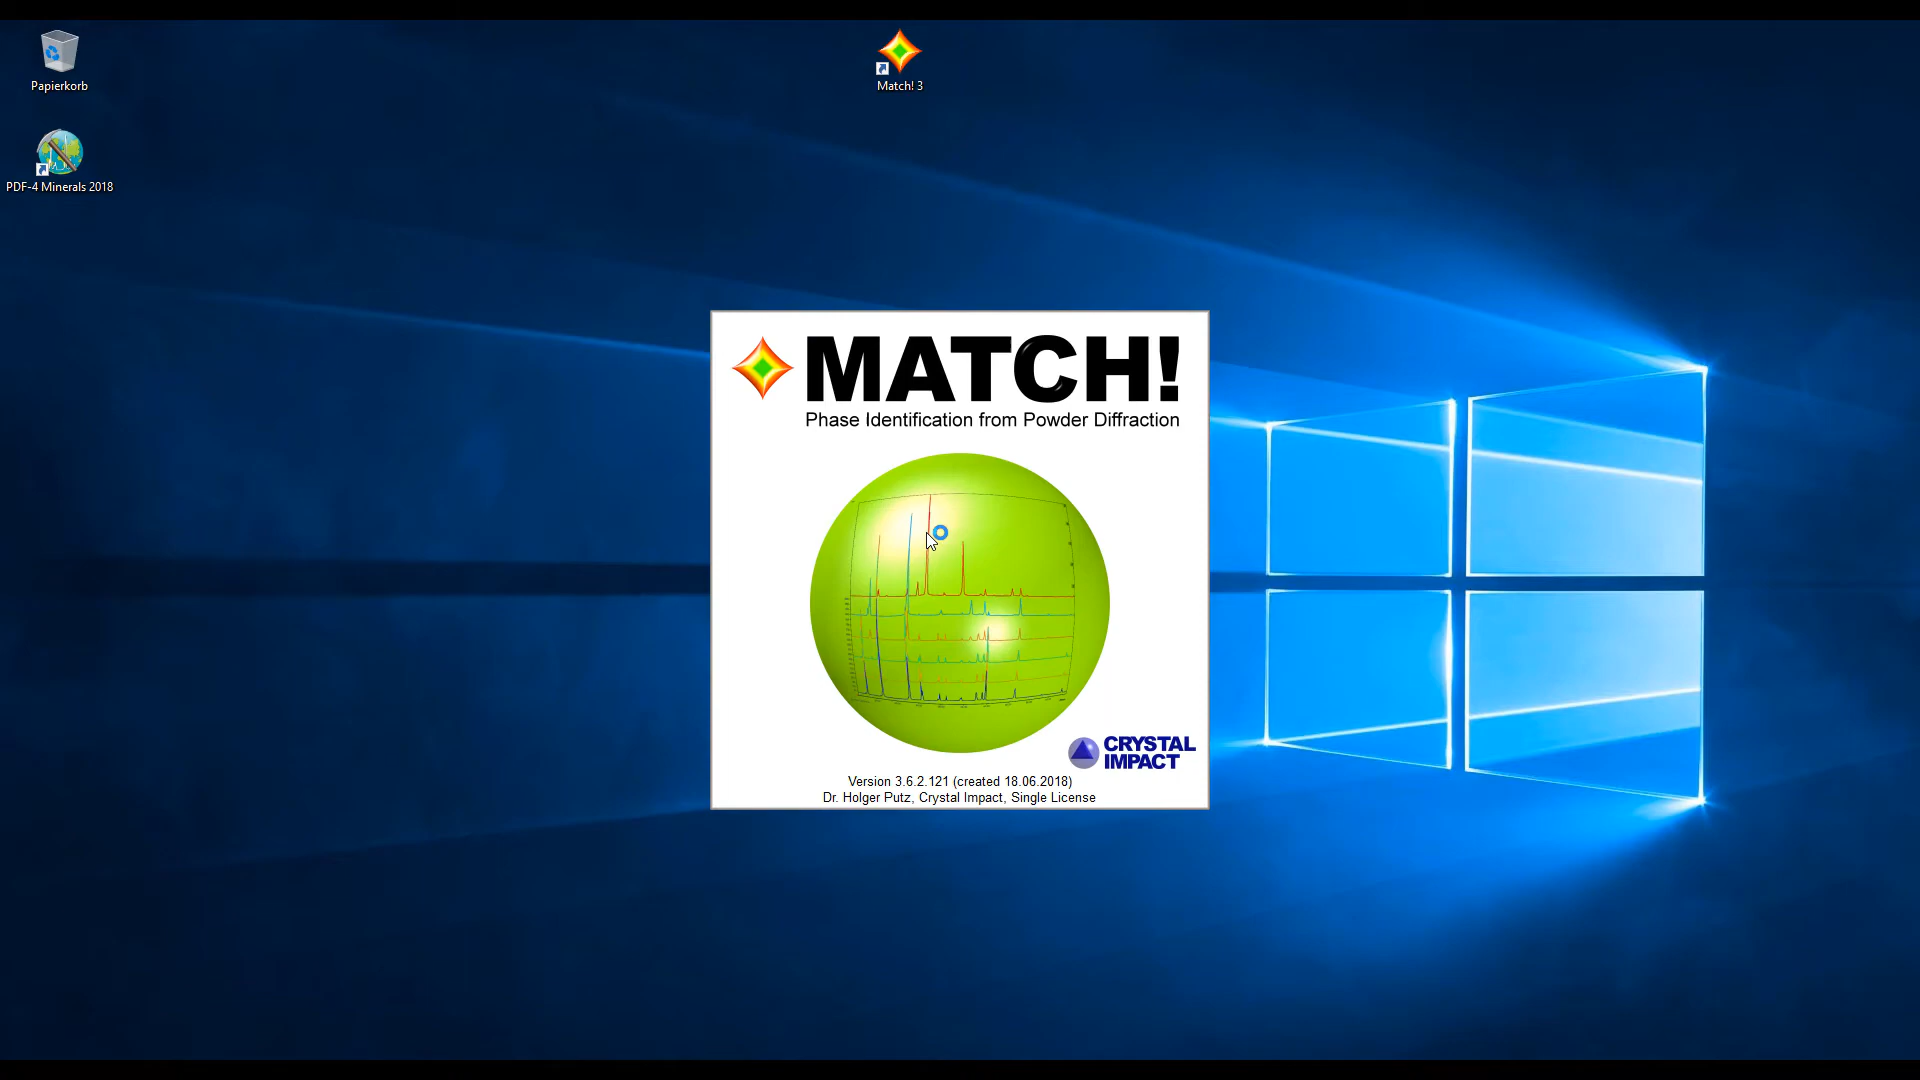 Papierkorb
Match! 3
PDF-4 Minerals 2018
MATCH!
Phase Identification from Powder Diffraction
CRYSTAL
IMPACT
Version 3.6.2.121 (created 18.06.2018)
Dr. Holger Putz, Crystal Impact, Single License